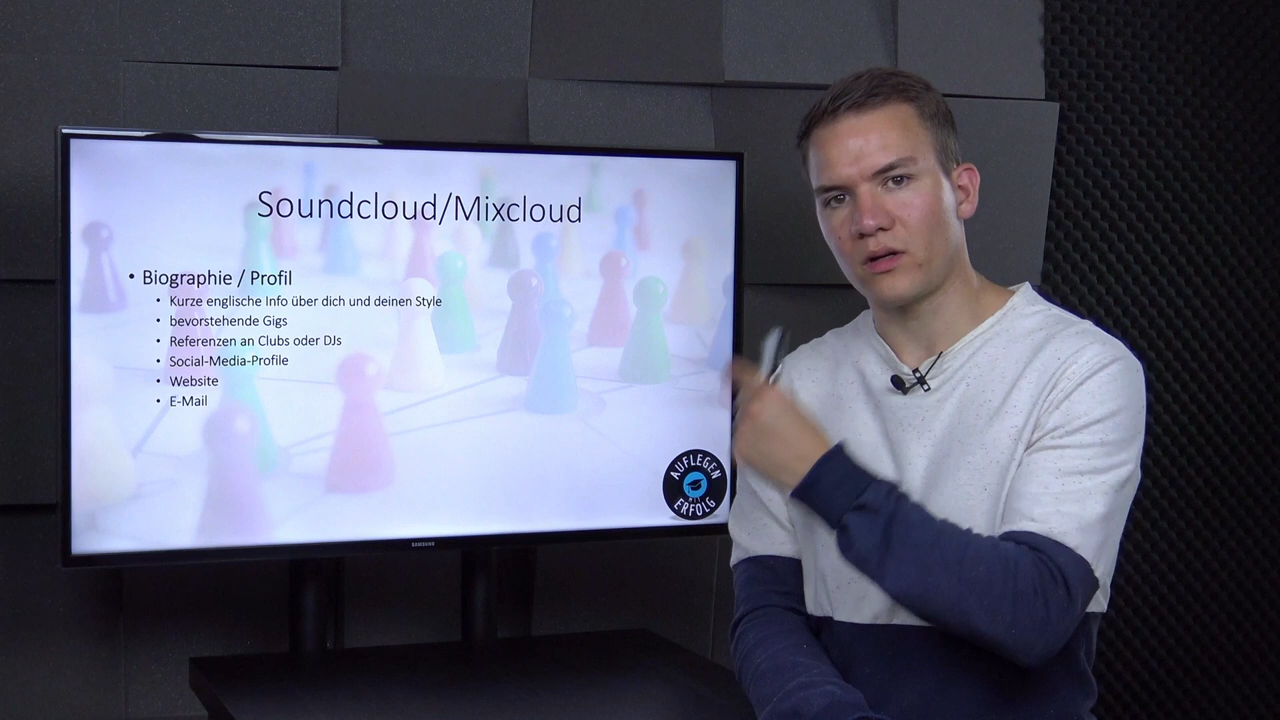 Soundcloud/Mixcloud
• Biographie / Profil
• Kurze englische Info über dich und deinen Style
• bevorstehende Gigs
• Referenzen an Clubs oder DJs
• Social-Media-Profile
• Website
• E-Mail
AUFLEGEN
MIT
ERFOLG
SAMSUNG